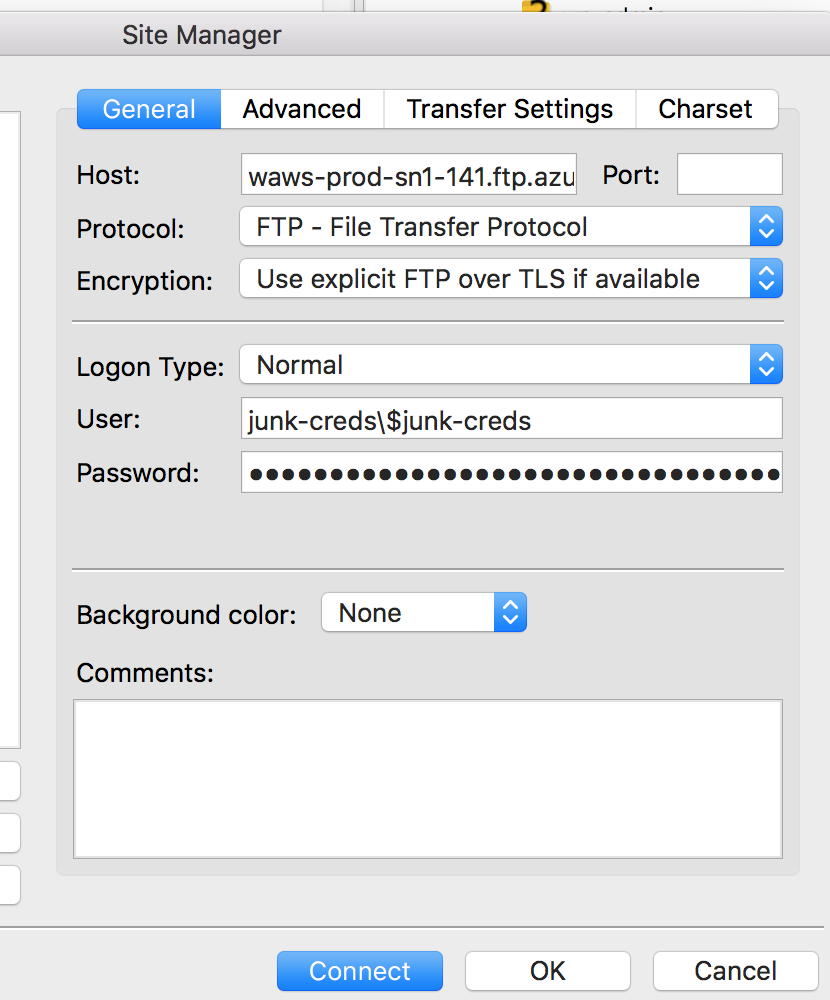 Site Manager
General Advanced Transfer Settings Charset
Host: waws-prod-sn1-141.ftp.azu Port:
Protocol: FTP - File Transfer Protocol
Encryption: Use explicit FTP over TLS if available
Logon Type: Normal
User: junk-creds\$junk-creds
Password: ●●●●●●●●●●●●●●●●●●●●●●●●●●●●●●●●●
Background color: None
Comments:
Connect OK Cancel